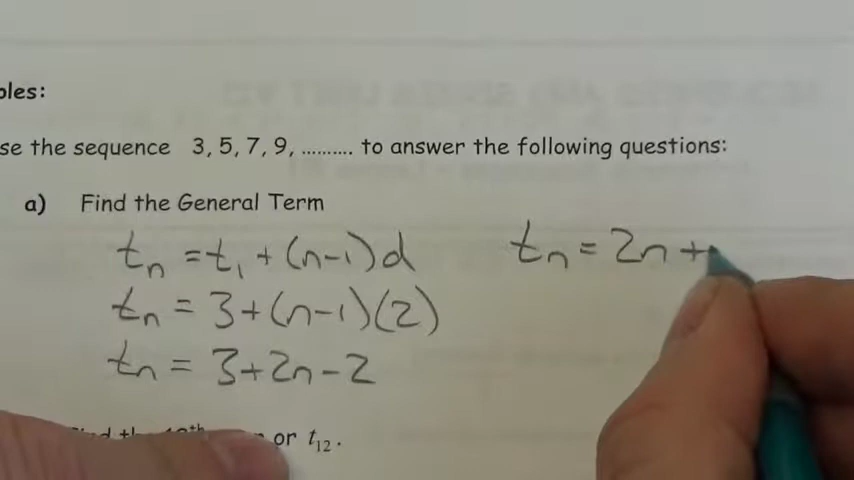 ples:
se the sequence 3, 5, 7, 9, .......... to answer the following questions:
a) Find the General Term
tₙ = t₁ + (n-1)d
tₙ = 3+(n-1)(2)
tₙ = 3+2n-2
tₙ = 2n +
or t₁₂.